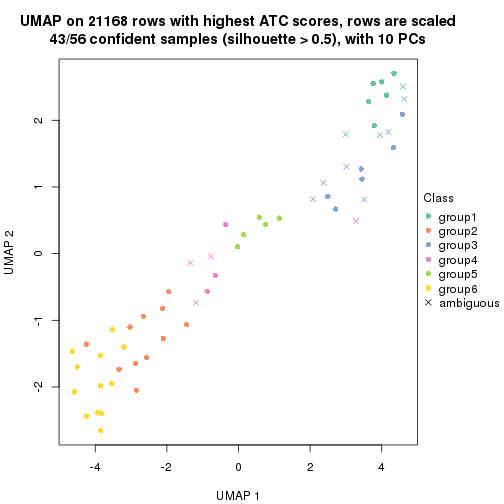 UMAP on 21168 rows with highest ATC scores, rows are scaled
43/56 confident samples (silhouette > 0.5), with 10 PCs
2
1
0
-1
-2
UMAP 2
-4
-2
0
2
4
UMAP 1
Class
group1
group2
group3
group4
group5
group6
ambiguous